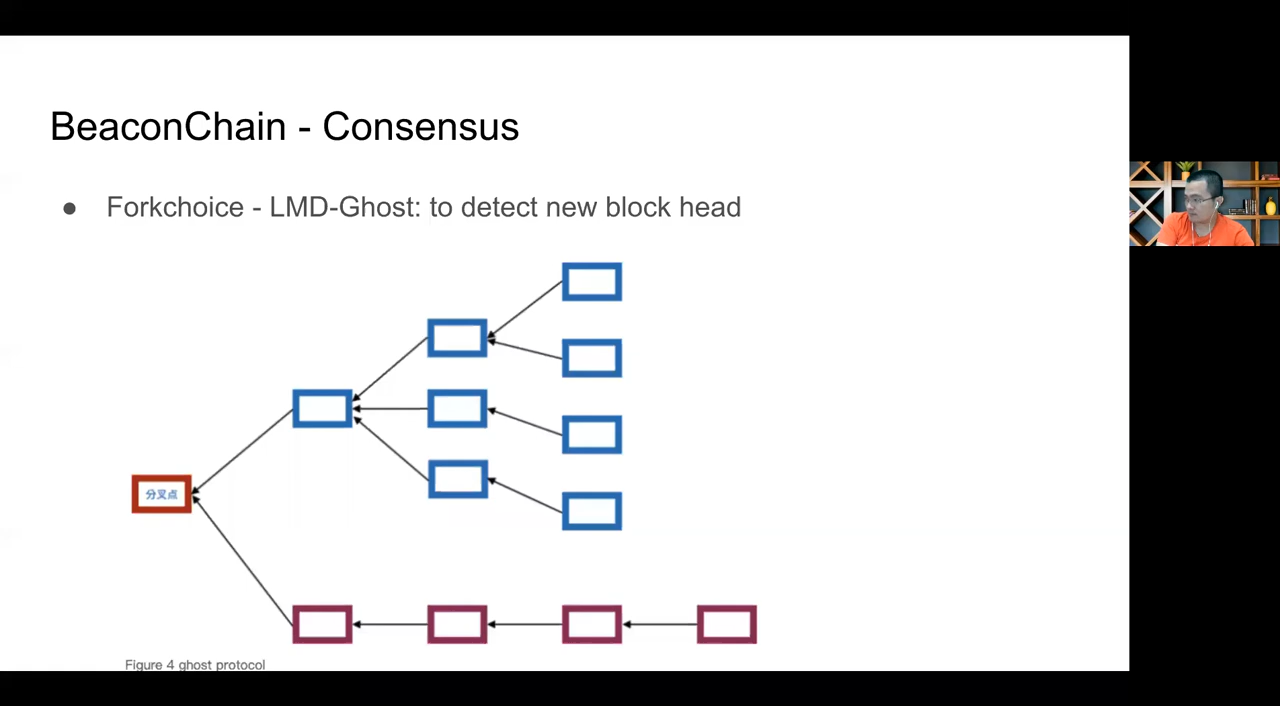 BeaconChain - Consensus
● Forkchoice - LMD-Ghost: to detect new block head
分叉点
Figure 4 ghost protocol